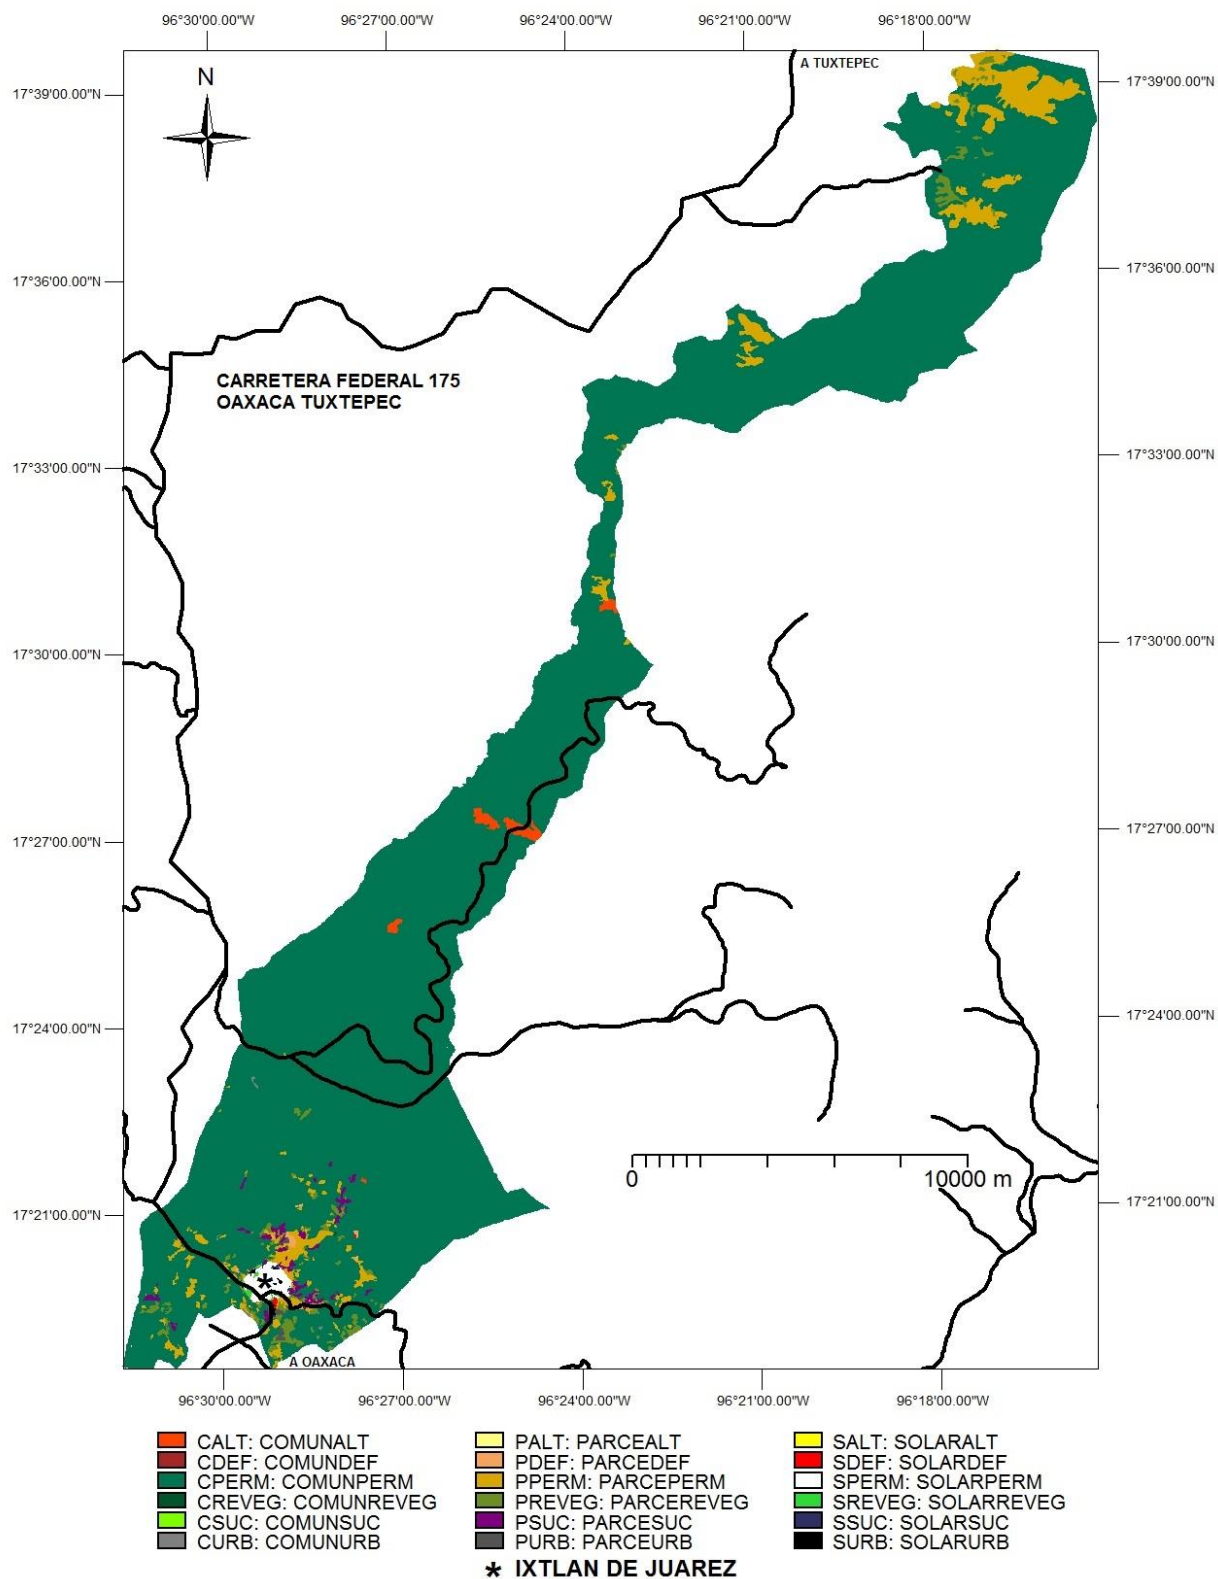 96°30'00.00"W 96°27'00.00"W 96°24'00.00"W 96°21'00.00"W 96°18'00.00"W
A TUXTEPEC
N
17°39'00.00"N 17°39'00.00"N
17°36'00.00"N 17°36'00.00"N
CARRETERA FEDERAL 175
OAXACA TUXTEPEC
17°33'00.00"N 17°33'00.00"N
17°30'00.00"N 17°30'00.00"N
17°27'00.00"N 17°27'00.00"N
17°24'00.00"N 17°24'00.00"N
0 10000 m
17°21'00.00"N 17°21'00.00"N
*
A OAXACA
96°30'00.00"W 96°27'00.00"W 96°24'00.00"W 96°21'00.00"W 96°18'00.00"W
CALT: COMUNALT PALT: PARCEALT SALT: SOLARALT
CDEF: COMUNDEF PDEF: PARCEDEF SDEF: SOLARDEF
CPERM: COMUNPERM PPERM: PARCEPERM SPERM: SOLARPERM
CREVEG: COMUNREVEG PREVEG: PARCEREVEG SREVEG: SOLARREVEG
CSUC: COMUNSUC PSUC: PARCESUC SSUC: SOLARSUC
CURB: COMUNURB PURB: PARCEURB SURB: SOLARURB
* IXTLAN DE JUAREZ